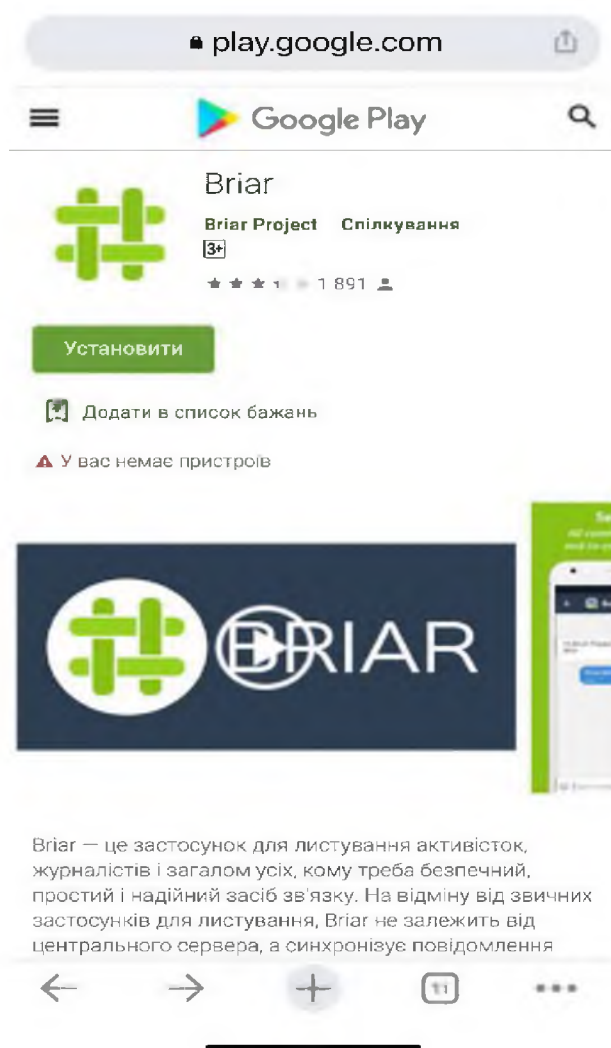 play.google.com
Google Play
Briar
Briar Project Спілкування
3+
1 891
Установити
Додати в список бажань
У вас немає пристроїв
BRIAR
Briar — це застосунок для листування активісток,
журналістів і загалом усіх, кому треба безпечний,
простий і надійний засіб зв'язку. На відміну від звичних
застосунків для листування, Briar не залежить від
центрального сервера, а синхронізує повідомлення